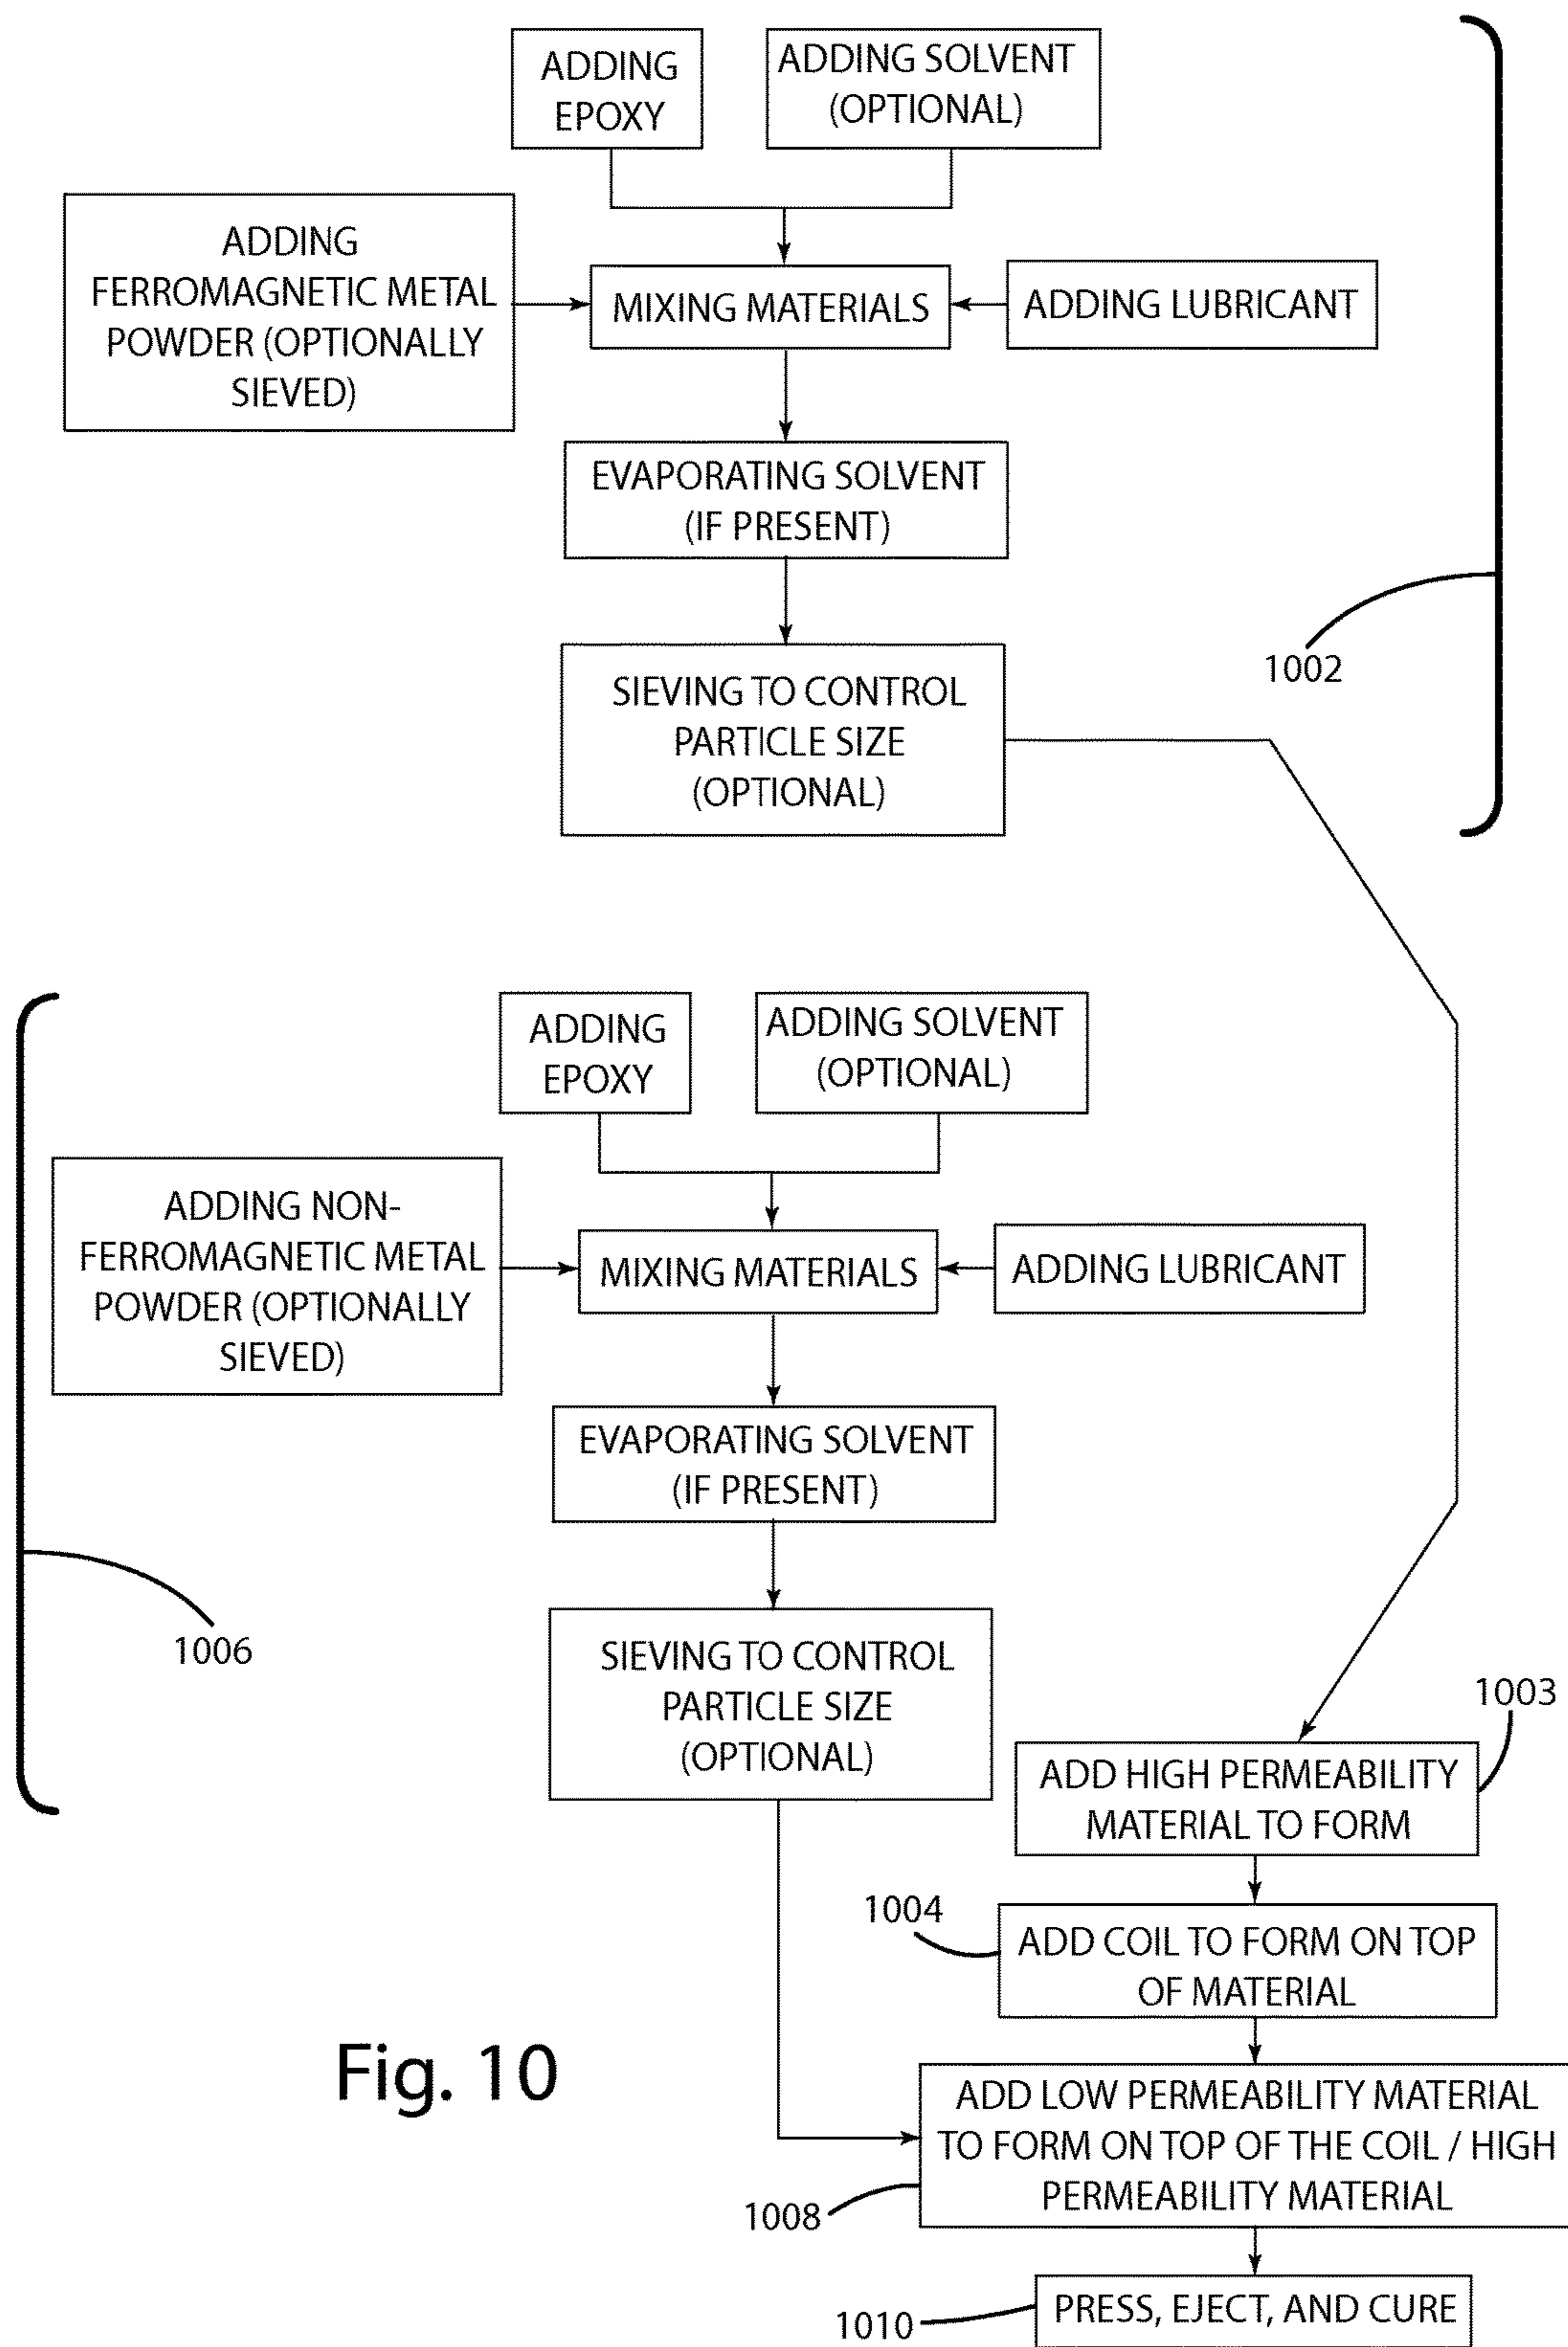 ADDING
EPOXY
ADDING SOLVENT
(OPTIONAL)
ADDING
FERROMAGNETIC METAL
POWDER (OPTIONALLY
SIEVED)
MIXING MATERIALS
ADDING LUBRICANT
EVAPORATING SOLVENT
(IF PRESENT)
1002
SIEVING TO CONTROL
PARTICLE SIZE
(OPTIONAL)
ADDING
EPOXY
ADDING SOLVENT
(OPTIONAL)
ADDING NON-
FERROMAGNETIC METAL
POWDER (OPTIONALLY
SIEVED)
MIXING MATERIALS
ADDING LUBRICANT
EVAPORATING SOLVENT
(IF PRESENT)
1006
SIEVING TO CONTROL
PARTICLE SIZE
(OPTIONAL)
1003
ADD HIGH PERMEABILITY
MATERIAL TO FORM
1004
ADD COIL TO FORM ON TOP
OF MATERIAL
Fig. 10
ADD LOW PERMEABILITY MATERIAL
TO FORM ON TOP OF THE COIL / HIGH
PERMEABILITY MATERIAL
1008
PRESS, EJECT, AND CURE
1010